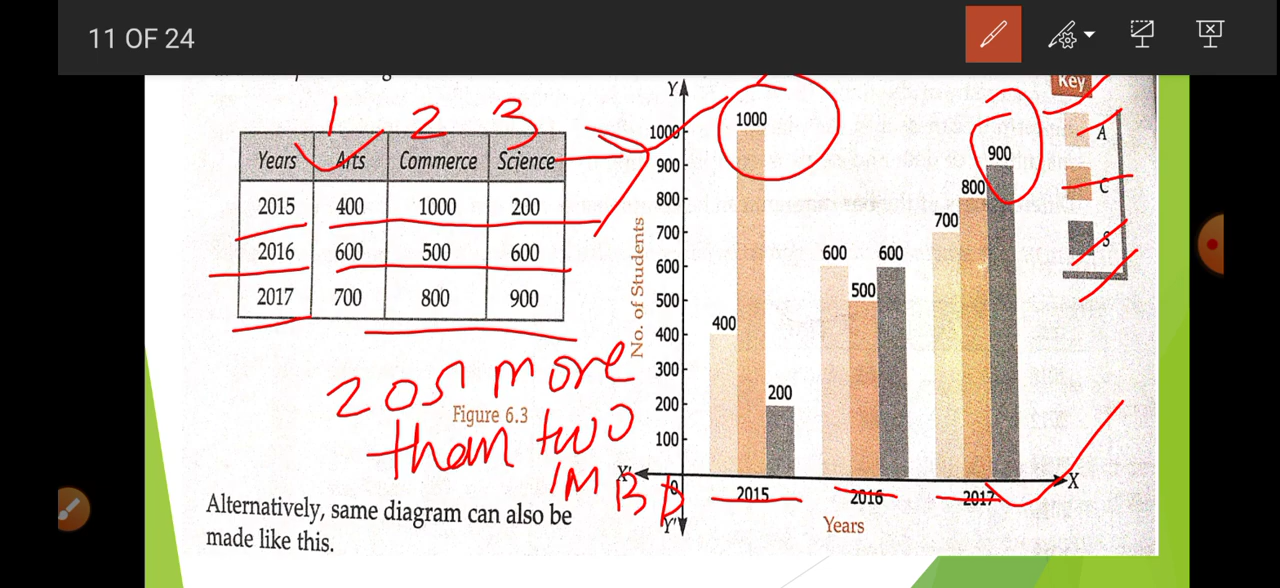 11 OF 24
1 2 3
Years Arts Commerce Science
2015 400 1000 200
2016 600 500 600
2017 700 800 900
2 or more
than two
MBD
Figure 6.3
Alternatively, same diagram can also be
made like this.
Y
No. of Students
1000
900
800
700
600
500
400
300
200
100
0
400 1000 200
600 500 600
700 800 900
X' X
Y'
2015 2016 2017
Years
Key
A
C
S